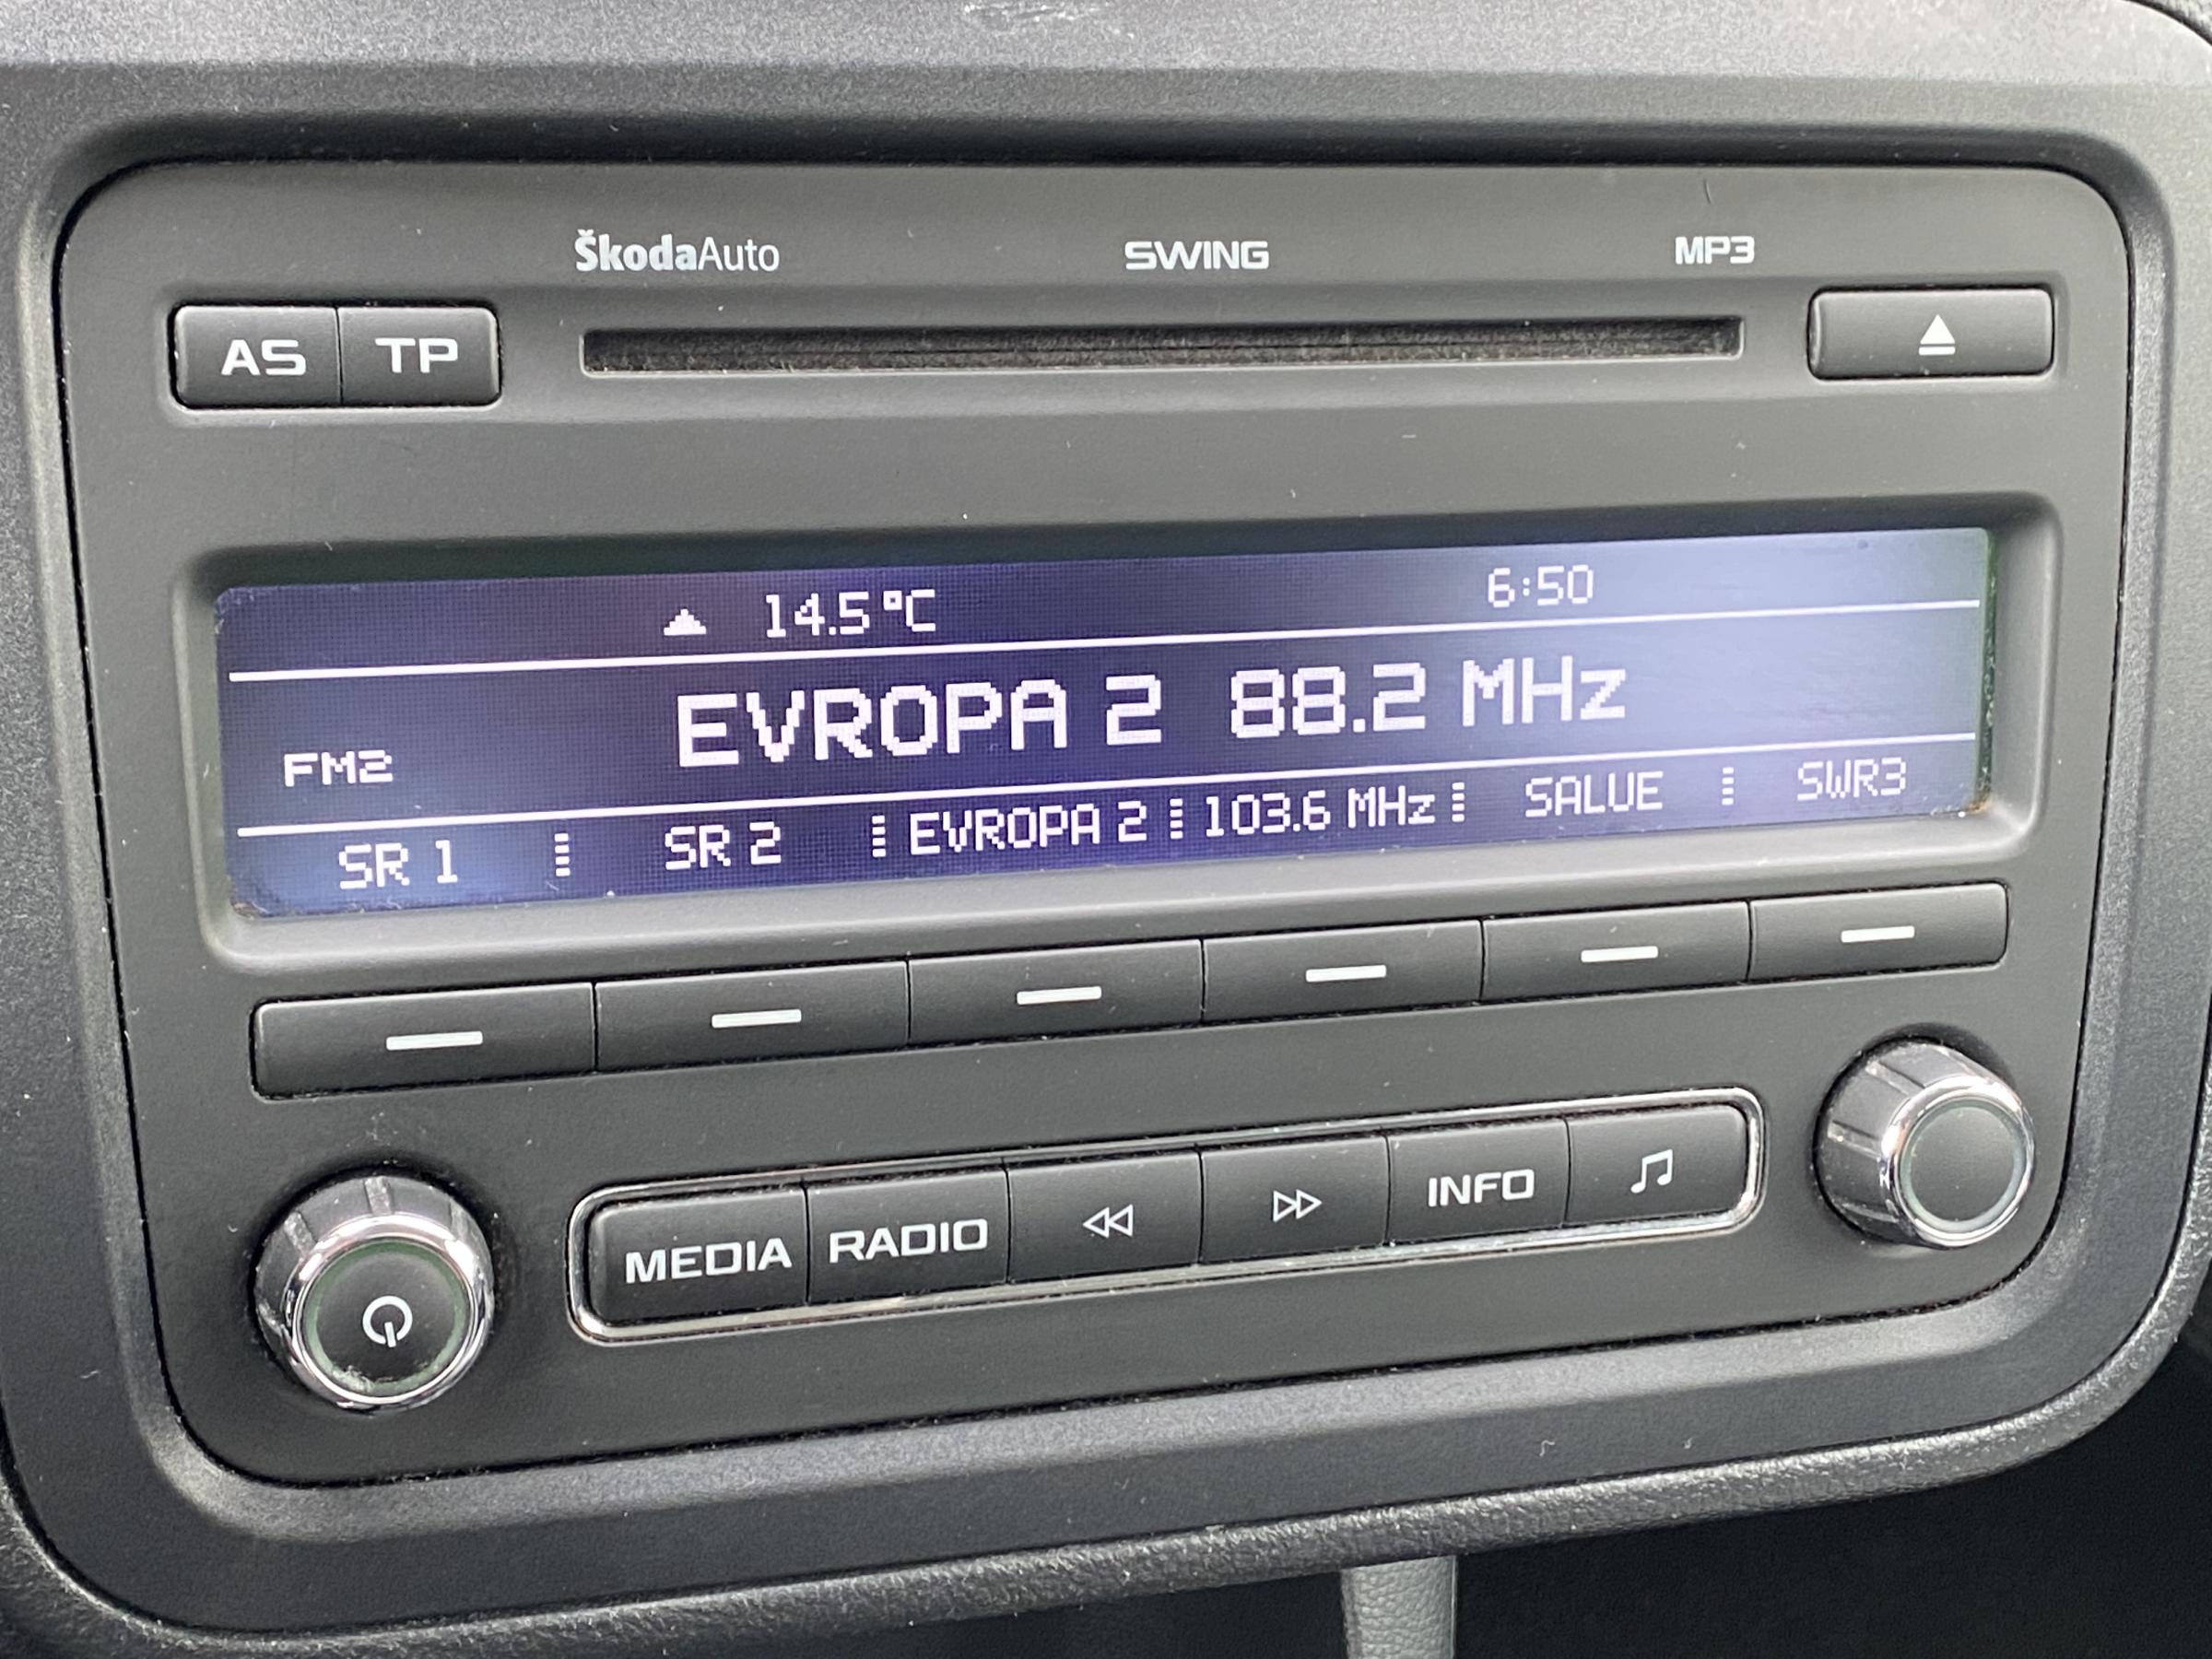 ŠkodaAuto SWING MP3
AS TP
14.5°C 6:50
EVROPA 2 88.2 MHz
FM2
SR 1 SR 2 EVROPA 2 103.6 MHz SALUE SWR3
MEDIA RADIO INFO